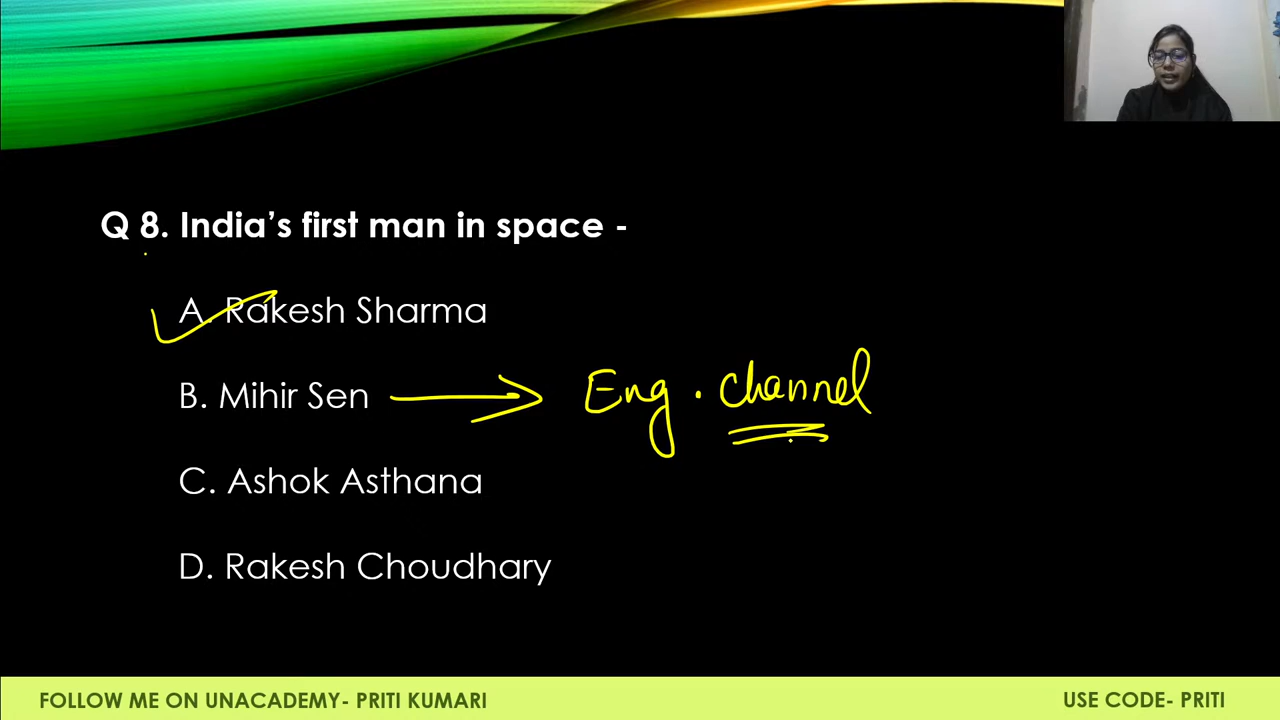 Q 8. India’s first man in space -
A. Rakesh Sharma
B. Mihir Sen → Eng. Channel
C. Ashok Asthana
D. Rakesh Choudhary
FOLLOW ME ON UNACADEMY- PRITI KUMARI
USE CODE- PRITI